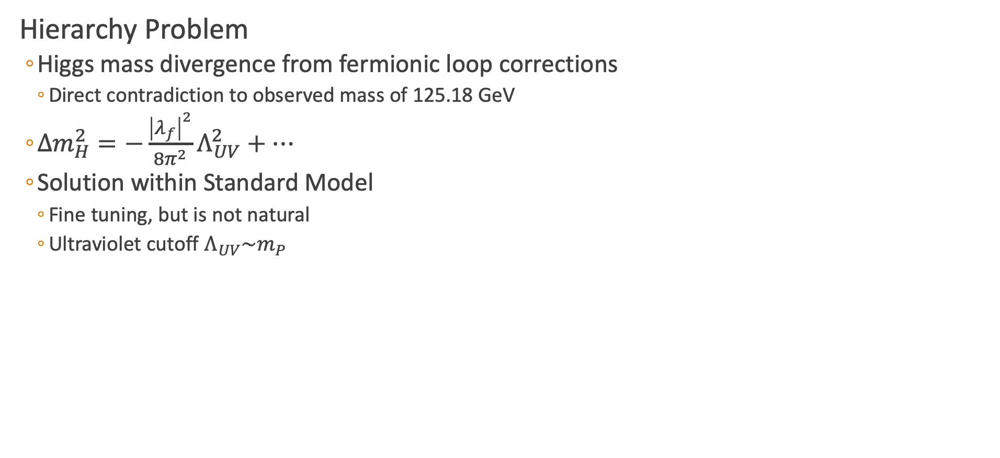 Hierarchy Problem
Higgs mass divergence from fermionic loop corrections
Direct contradiction to observed mass of 125.18 GeV
$\Delta m_H^2 = -\frac{|\lambda_f|^2}{8\pi^2}\Lambda_{UV}^2 + \cdots$
Solution within Standard Model
Fine tuning, but is not natural
Ultraviolet cutoff $\Lambda_{UV} \sim m_P$